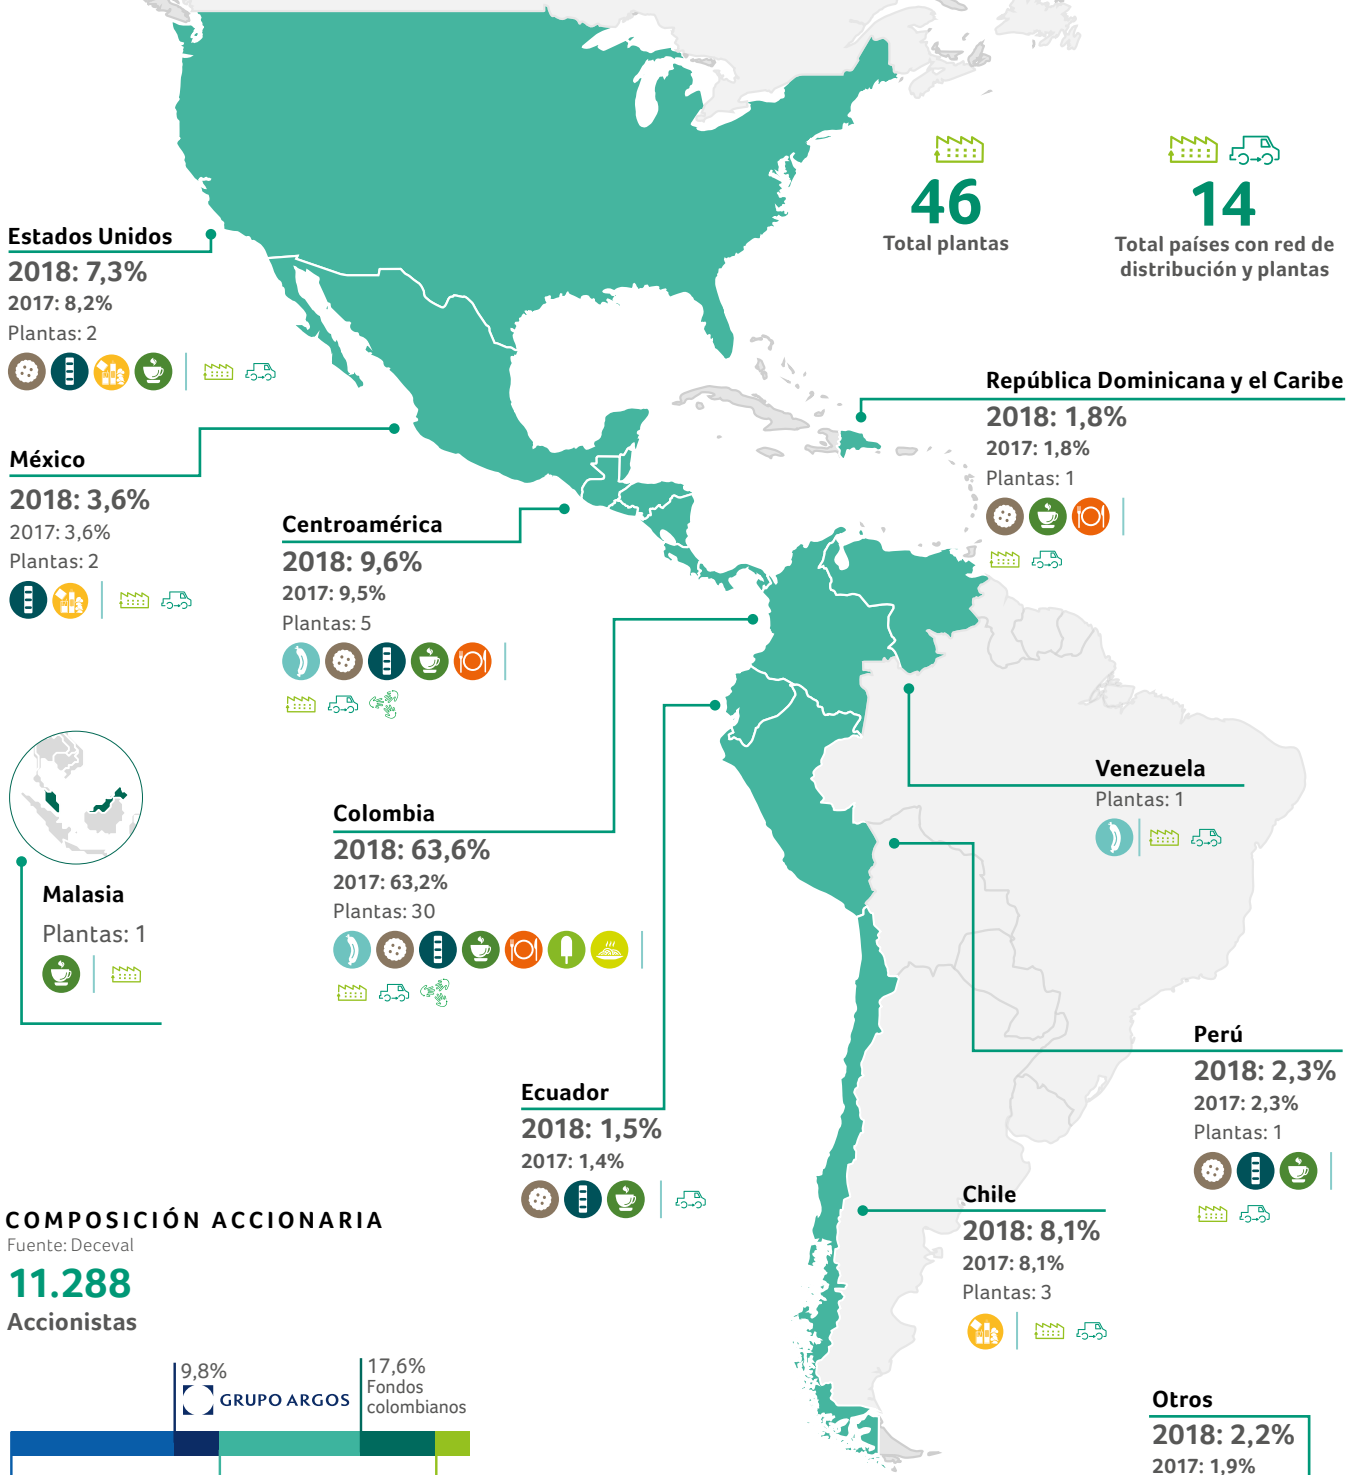 46
Total plantas
14
Total países con red de
distribución y plantas
Estados Unidos
2018: 7,3%
2017: 8,2%
Plantas: 2
República Dominicana y el Caribe
2018: 1,8%
2017: 1,8%
Plantas: 1
México
2018: 3,6%
2017: 3,6%
Plantas: 2
Centroamérica
2018: 9,6%
2017: 9,5%
Plantas: 5
Venezuela
Plantas: 1
Colombia
2018: 63,6%
2017: 63,2%
Plantas: 30
Malasia
Plantas: 1
Perú
2018: 2,3%
2017: 2,3%
Plantas: 1
Ecuador
2018: 1,5%
2017: 1,4%
Chile
2018: 8,1%
2017: 8,1%
Plantas: 3
COMPOSICIÓN ACCIONARIA
Fuente: Deceval
11.288
Accionistas
9,8%
GRUPO ARGOS
17,6%
Fondos
colombianos
Otros
2018: 2,2%
2017: 1,9%